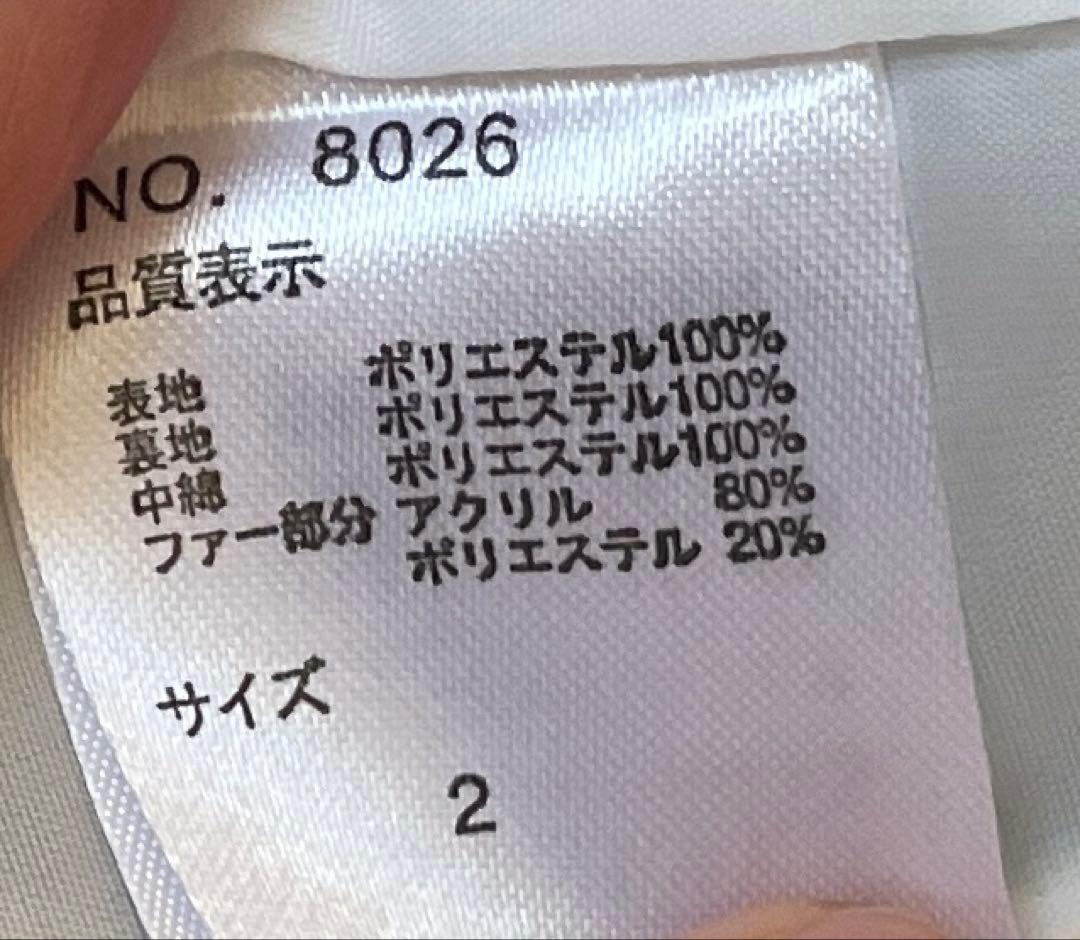 NO. 8026
品質表示
表地 ポリエステル100%
裏地 ポリエステル100%
中綿 ポリエステル100%
ファー部分 アクリル 80%
ポリエステル 20%
サイズ
2